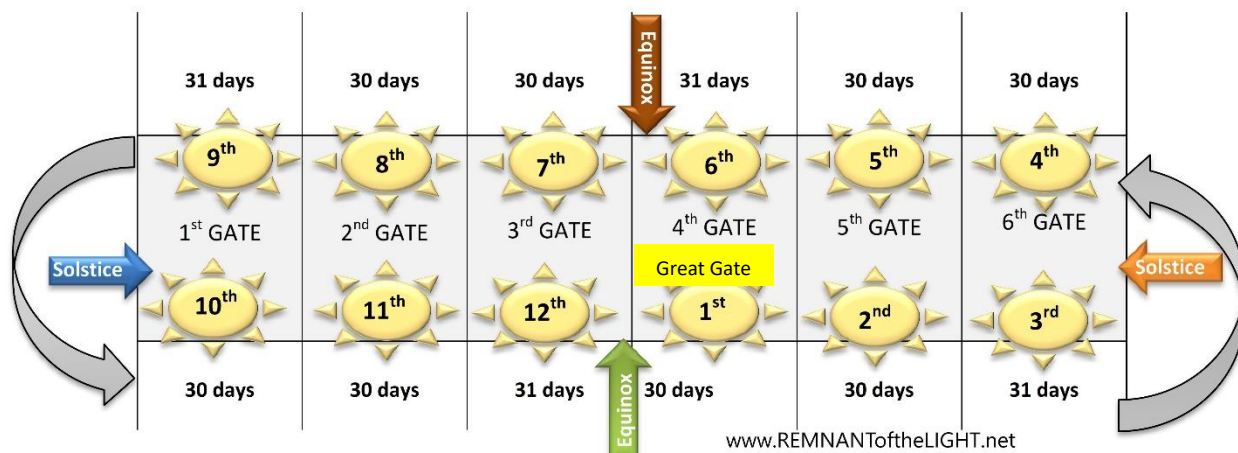 Equinox
31 days 30 days 30 days 31 days 30 days 30 days
9th 8th 7th 6th 5th 4th
1st GATE 2nd GATE 3rd GATE 4th GATE 5th GATE 6th GATE
Solstice Great Gate Solstice
10th 11th 12th 1st 2nd 3rd
30 days 30 days 31 days 30 days 30 days 31 days
Equinox
www.REMNANToftheLIGHT.net